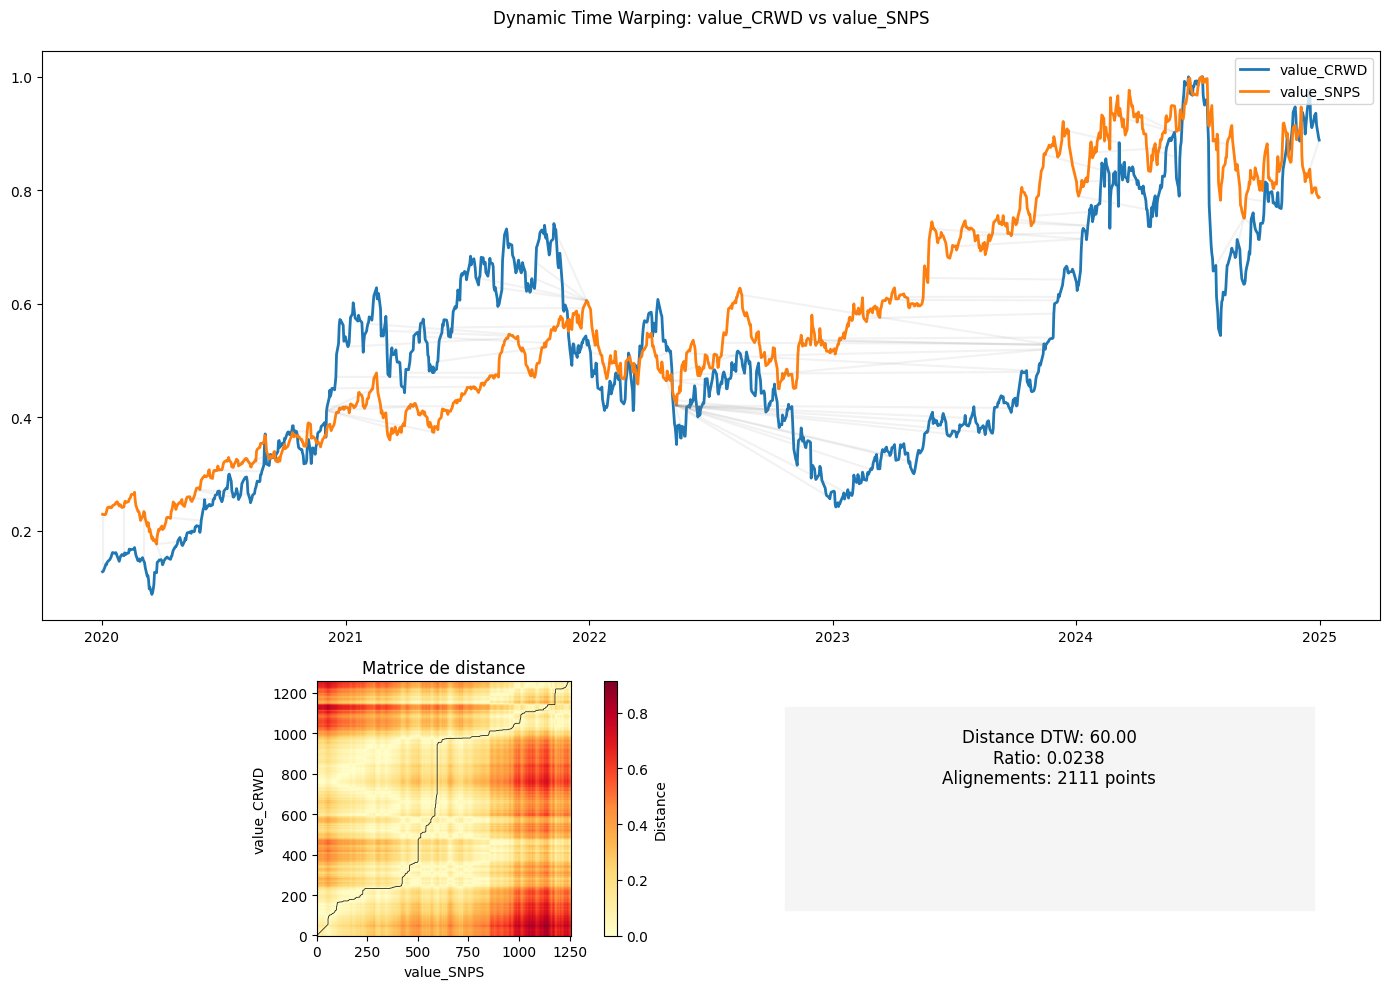 Dynamic Time Warping: value_CRWD vs value_SNPS
1.0
0.8
0.6
0.4
0.2
value_CRWD
value_SNPS
2020 2021 2022 2023 2024 2025
Matrice de distance
1200
1000
800
600
400
200
0
value_CRWD
0 250 500 750 1000 1250
value_SNPS
0.8
0.6
0.4
0.2
0.0
Distance
Distance DTW: 60.00
Ratio: 0.0238
Alignements: 2111 points